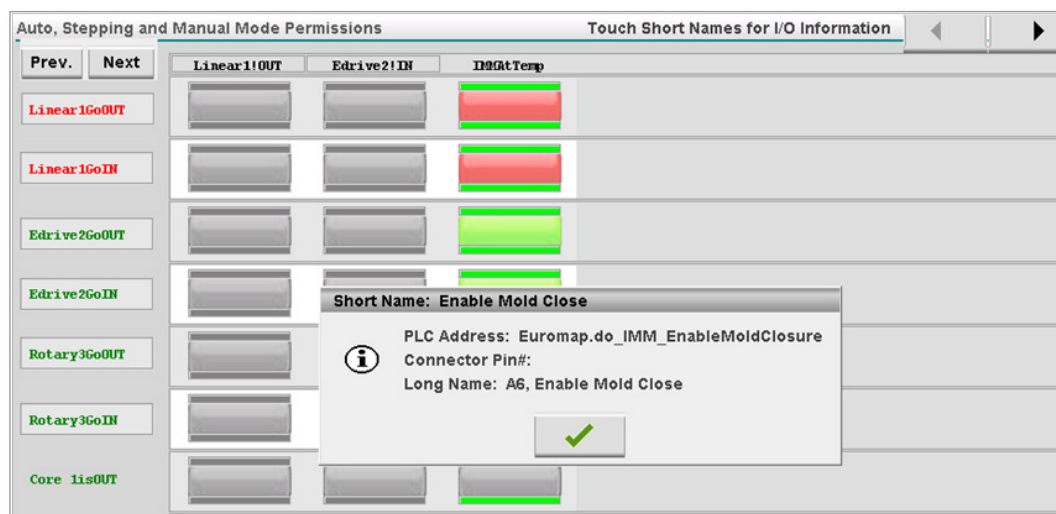 Auto, Stepping and Manual Mode Permissions Touch Short Names for I/O Information
Prev. Next Linear1!OUT Edrive2!IN IMMAtTemp
Linear1GoOUT
Linear1GoIN
Edrive2GoOUT
Edrive2GoIN
Short Name: Enable Mold Close
PLC Address: Euromap.do_IMM_EnableMoldClosure
Rotary3GoOUT
Connector Pin#:
Long Name: A6, Enable Mold Close
Rotary3GoIN
Core 1isOUT